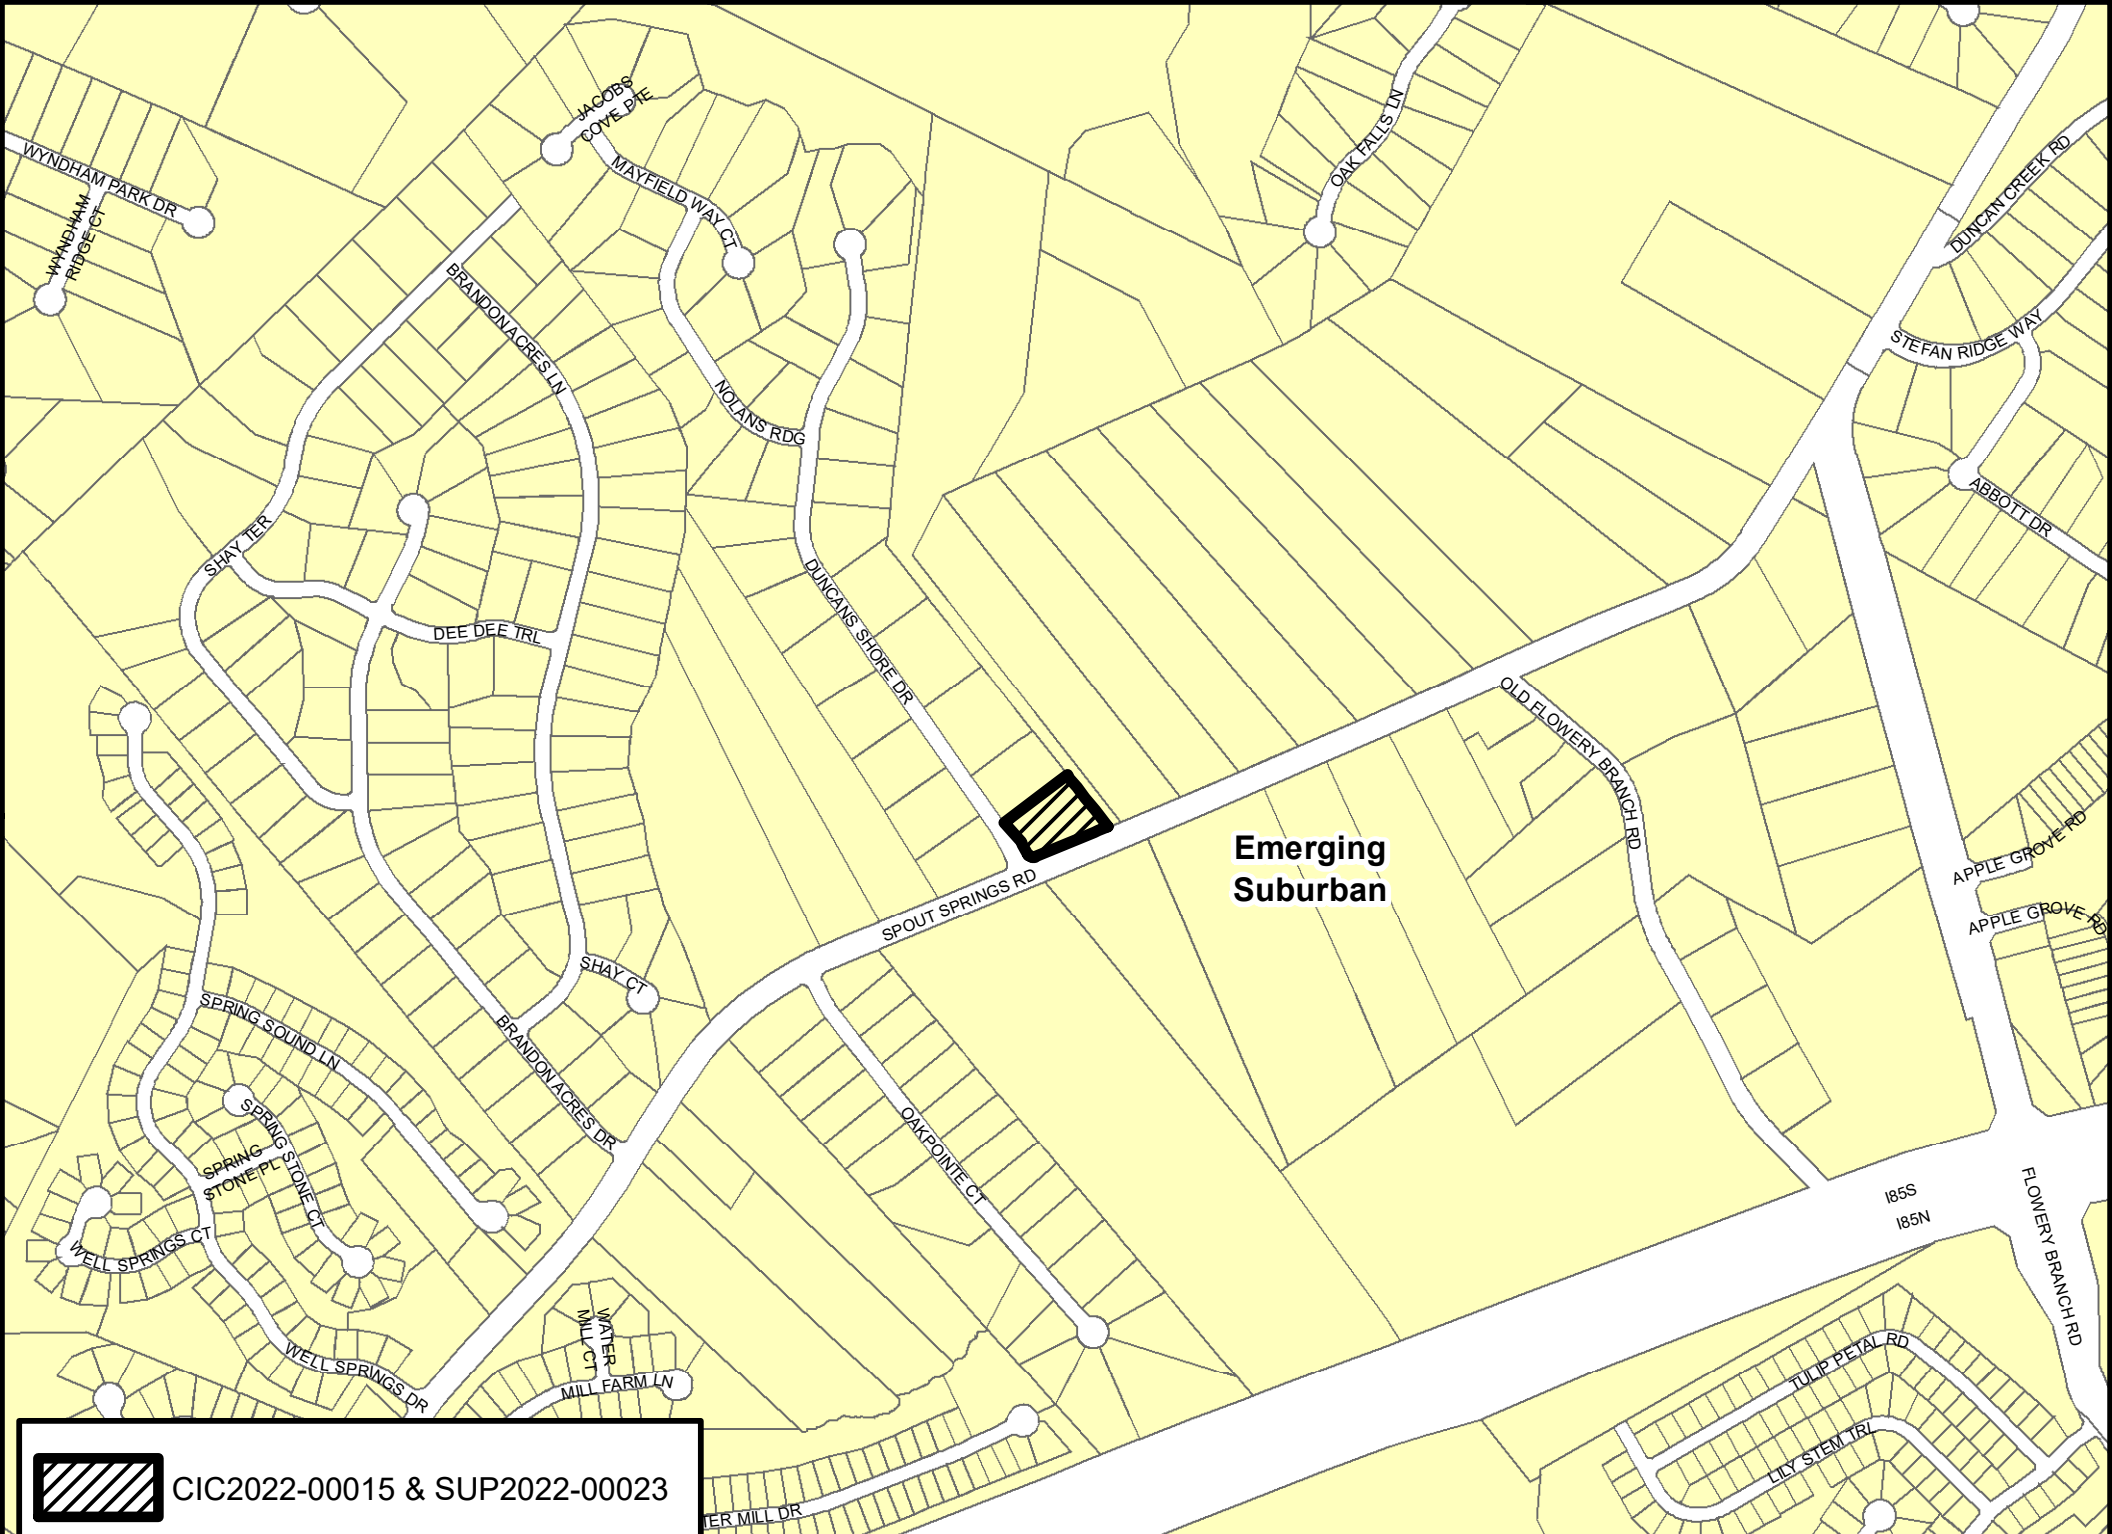 JACOBS
COVE PTE
WYNDHAM PARK DR
WYNDHAM
RIDGE CT
MAYFIELD WAY CT
OAK FALLS LN
DUNCAN CREEK RD
BRANDON ACRES LN
STEFAN RIDGE WAY
NOLANS RDG
ABBOTT DR
SHAY TER
DUNCANS SHORE DR
DEE DEE TRL
OLD FLOWERY BRANCH RD
Emerging
Suburban
APPLE GROVE RD
APPLE GROVE RD
SPOUT SPRINGS RD
SHAY CT
SPRING SOUND LN
BRANDON ACRES DR
SPRING STONE CT
SPRING
STONE PL
OAKPOINTE CT
I85S
I85N
FLOWERY BRANCH RD
WELL SPRINGS CT
WATER
MILL CT
WELL SPRINGS DR
MILL FARM LN
TULIP PETAL RD
LILY STEM TRL
CIC2022-00015 & SUP2022-00023
TER MILL DR